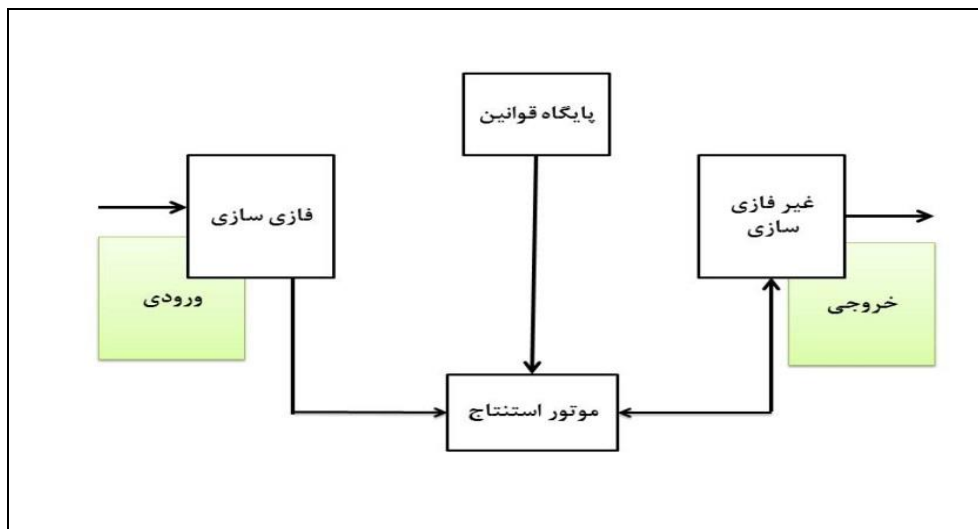 پایگاه قوانین
فازی سازی
غیر فازی
سازی
ورودی
خروجی
موتور استنتاج